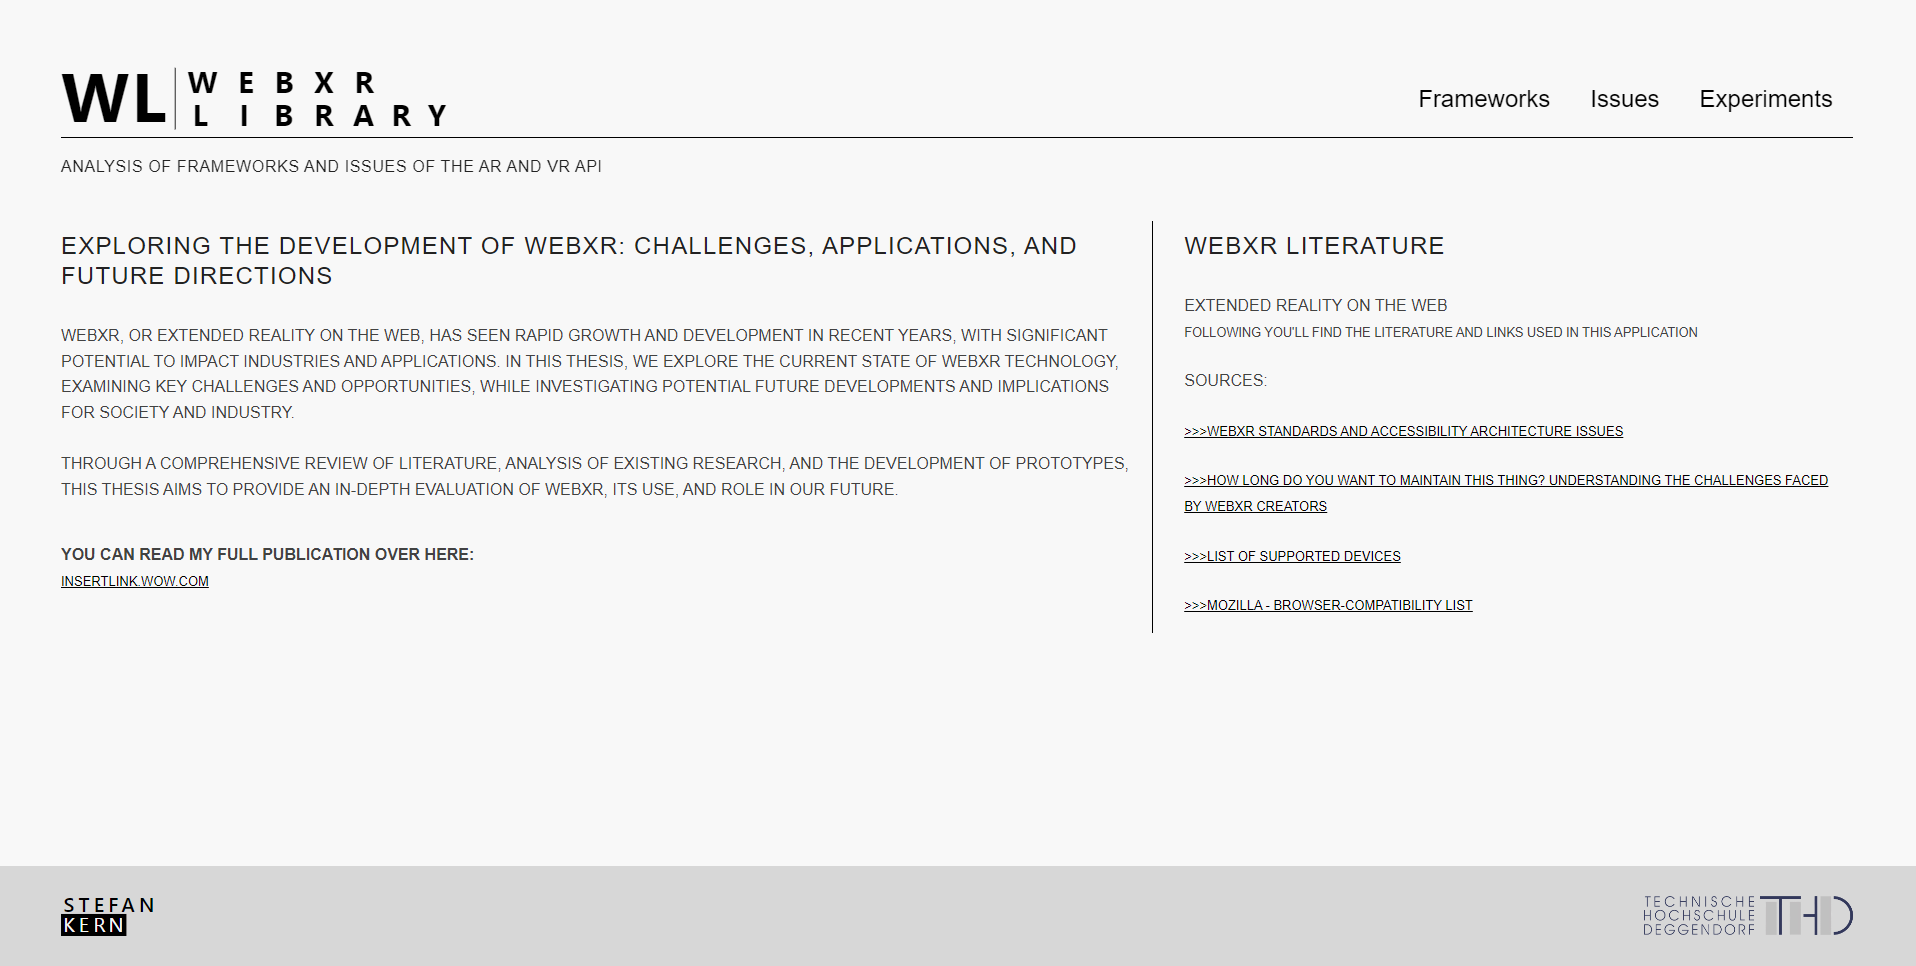 WL WEBXR
LIBRARY
Frameworks Issues Experiments
ANALYSIS OF FRAMEWORKS AND ISSUES OF THE AR AND VR API
EXPLORING THE DEVELOPMENT OF WEBXR: CHALLENGES, APPLICATIONS, AND
FUTURE DIRECTIONS
WEBXR, OR EXTENDED REALITY ON THE WEB, HAS SEEN RAPID GROWTH AND DEVELOPMENT IN RECENT YEARS, WITH SIGNIFICANT
POTENTIAL TO IMPACT INDUSTRIES AND APPLICATIONS. IN THIS THESIS, WE EXPLORE THE CURRENT STATE OF WEBXR TECHNOLOGY,
EXAMINING KEY CHALLENGES AND OPPORTUNITIES, WHILE INVESTIGATING POTENTIAL FUTURE DEVELOPMENTS AND IMPLICATIONS
FOR SOCIETY AND INDUSTRY.
THROUGH A COMPREHENSIVE REVIEW OF LITERATURE, ANALYSIS OF EXISTING RESEARCH, AND THE DEVELOPMENT OF PROTOTYPES,
THIS THESIS AIMS TO PROVIDE AN IN-DEPTH EVALUATION OF WEBXR, ITS USE, AND ROLE IN OUR FUTURE.
YOU CAN READ MY FULL PUBLICATION OVER HERE:
INSERTLINK.WOW.COM
WEBXR LITERATURE
EXTENDED REALITY ON THE WEB
FOLLOWING YOU'LL FIND THE LITERATURE AND LINKS USED IN THIS APPLICATION
SOURCES:
>>>WEBXR STANDARDS AND ACCESSIBILITY ARCHITECTURE ISSUES
>>>HOW LONG DO YOU WANT TO MAINTAIN THIS THING? UNDERSTANDING THE CHALLENGES FACED
BY WEBXR CREATORS
>>>LIST OF SUPPORTED DEVICES
>>>MOZILLA - BROWSER-COMPATIBILITY LIST
STEFAN
KERN
TECHNISCHE
HOCHSCHULE
DEGGENDORF
THD